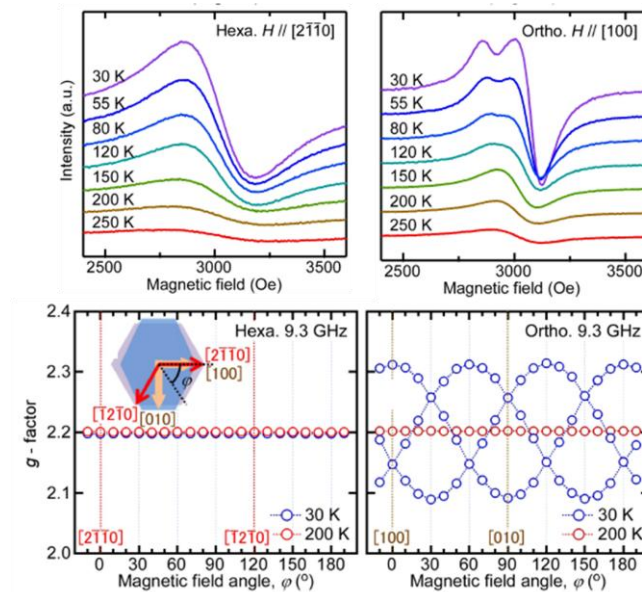 Hexa. H // [2̄1̄1̄0]
30 K
55 K
80 K
120 K
150 K
200 K
250 K
Intensity (a.u.)
2500 3000 3500
Magnetic field (Oe)
Ortho. H // [100]
30 K
55 K
80 K
120 K
150 K
200 K
250 K
2500 3000 3500
Magnetic field (Oe)
Hexa. 9.3 GHz
2.4
2.3
2.2
2.1
2.0
g - factor
[21̄1̄0]
[100]
φ
[1̄21̄0]
[010]
30 K
200 K
[21̄1̄0]
[1̄21̄0]
0 30 60 90 120 150 180
Magnetic field angle, φ (º)
Ortho. 9.3 GHz
30 K
200 K
[100]
[010]
0 30 60 90 120 150 180
Magnetic field angle, φ (º)